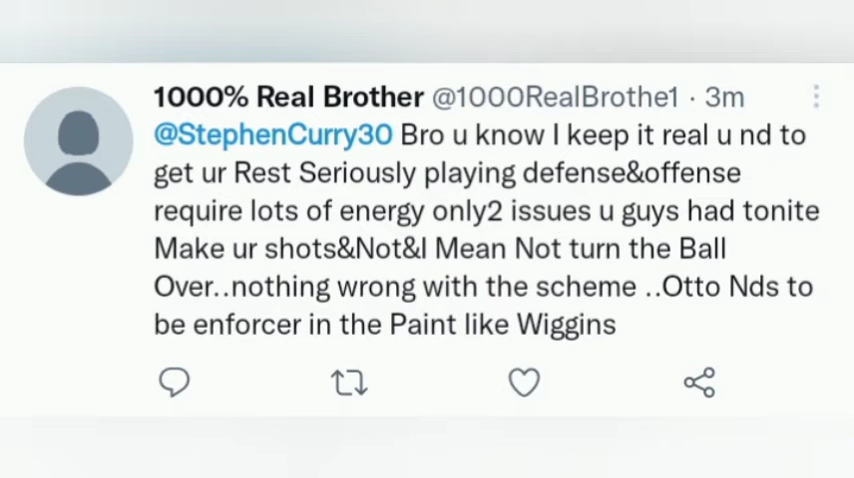 1000% Real Brother @1000RealBrothe1 · 3m
@StephenCurry30 Bro u know I keep it real u nd to
get ur Rest Seriously playing defense&offense
require lots of energy only2 issues u guys had tonite
Make ur shots&Not&I Mean Not turn the Ball
Over..nothing wrong with the scheme ..Otto Nds to
be enforcer in the Paint like Wiggins